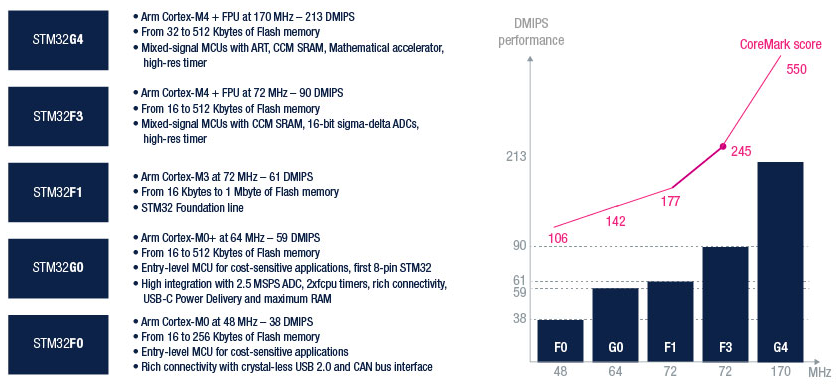 STM32G4
• Arm Cortex-M4 + FPU at 170 MHz – 213 DMIPS
• From 32 to 512 Kbytes of Flash memory
• Mixed-signal MCUs with ART, CCM SRAM, Mathematical accelerator,
high-res timer
STM32F3
• Arm Cortex-M4 + FPU at 72 MHz – 90 DMIPS
• From 16 to 512 Kbytes of Flash memory
• Mixed-signal MCUs with CCM SRAM, 16-bit sigma-delta ADCs,
high-res timer
STM32F1
• Arm Cortex-M3 at 72 MHz – 61 DMIPS
• From 16 Kbytes to 1 Mbyte of Flash memory
• STM32 Foundation line
STM32G0
• Arm Cortex-M0+ at 64 MHz – 59 DMIPS
• From 16 to 512 Kbytes of Flash memory
• Entry-level MCU for cost-sensitive applications, first 8-pin STM32
• High integration with 2.5 MSPS ADC, 2xfcpu timers, rich connectivity,
USB-C Power Delivery and maximum RAM
STM32F0
• Arm Cortex-M0 at 48 MHz – 38 DMIPS
• From 16 to 256 Kbytes of Flash memory
• Entry-level MCU for cost-sensitive applications
• Rich connectivity with crystal-less USB 2.0 and CAN bus interface
DMIPS
performance
CoreMark score
550
245
177
142
106
213
90
61
59
38
F0 G0 F1 F3 G4
48 64 72 72 170 MHz